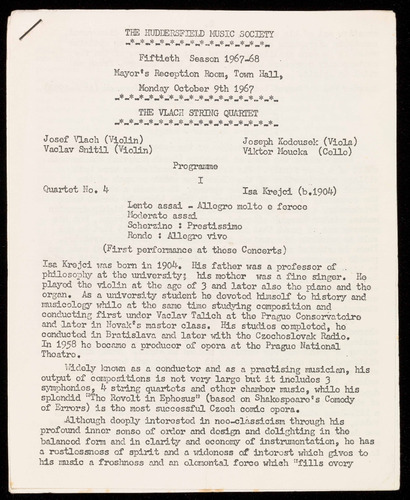 THE HUDDERSFIELD MUSIC SOCIETY
-*-*-*-*-*-*-*-*-*-*-*-*-*-
Fiftieth Season 1967-68
Mayor's Reception Room, Town Hall,
Monday October 9th 1967
-*-*-*-*-*-*-*-*-*-*-*-*-*-*-*-
THE VLACH STRING QUARTET
-*-*-*-*-*-*-*-*-*-*-*-*-*-*-*-
Josef Vlach (Violin) Joseph Kodousek (Viola)
Vaclav Snitil (Violin) Viktor Moucka (Cello)
Programme
I
Quartet No. 4 Isa Krejci (b.1904)
Lento assai - Allegro molto e feroce
Moderato assai
Scherzino : Prestissimo
Rondo : Allegro vivo
(First performance at these Concerts)
Isa Krejci was born in 1904. His father was a professor of
philosophy at the university; his mother was a fine singer. He
played the violin at the age of 3 and later also the piano and the
organ. As a university student he devoted himself to history and
musicology while at the same time studying composition and
conducting first under Vaclav Talich at the Prague Conservatoire
and later in Novak's master class. His studies completed, he
conducted in Bratislava and later with the Czechoslovak Radio.
In 1958 he became a producer of opera at the Prague National
Theatre.
Widely known as a conductor and as a practising musician, his
output of compositions is not very large but it includes 3
symphonies, 4 string quartets and other chamber music, while his
splendid "The Revolt in Ephesus" (based on Shakespeare's Comedy
of Errors) is the most successful Czech comic opera.
Although deeply interested in neo-classicism through his
profound inner sense of order and design and delighting in the
balanced form and in clarity and economy of instrumentation, he has
a restlessness of spirit and a wideness of interest which gives to
his music a freshness and an elemental force which "fills every